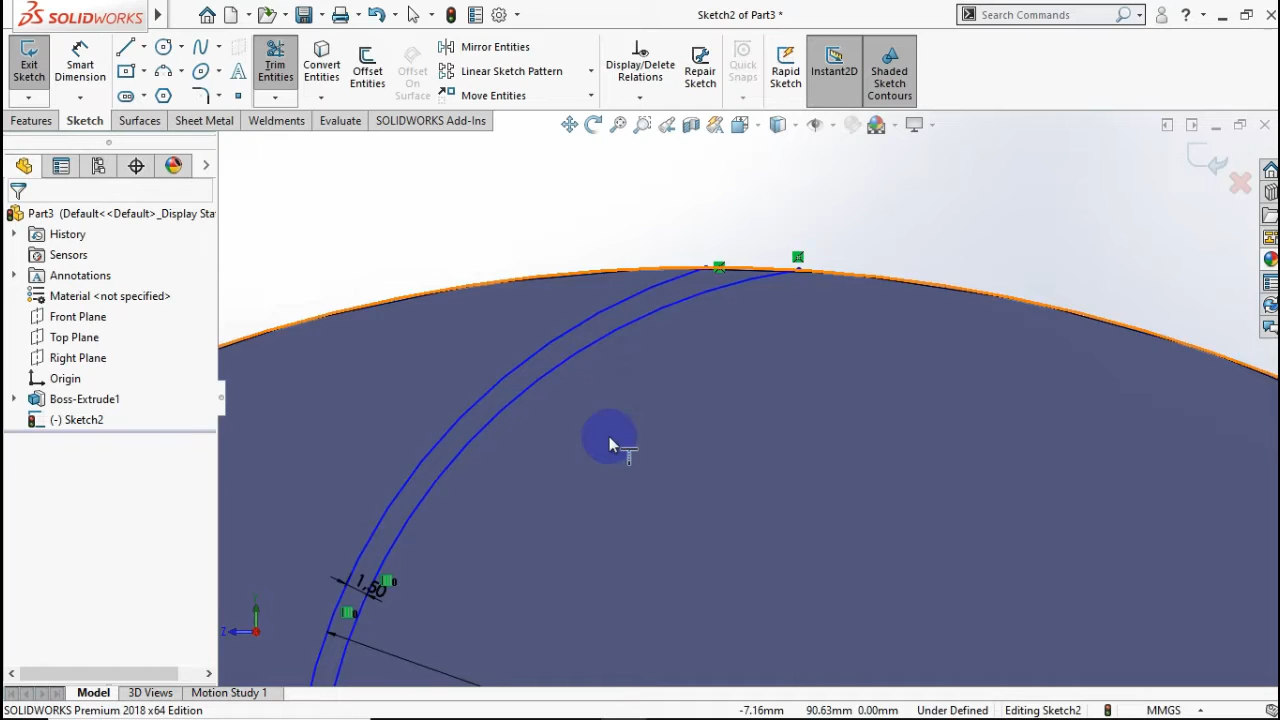 SOLIDWORKS
Sketch2 of Part3 *
Search Commands
?
Exit Sketch
Smart Dimension
Trim Entities
Convert Entities
Offset Entities
Offset On Surface
Mirror Entities
Linear Sketch Pattern
Move Entities
Display/Delete Relations
Repair Sketch
Quick Snaps
Rapid Sketch
Instant2D
Shaded Sketch Contours
Features
Sketch
Surfaces
Sheet Metal
Weldments
Evaluate
SOLIDWORKS Add-Ins
Part3 (Default<<Default>_Display Sta
History
Sensors
Annotations
Material <not specified>
Front Plane
Top Plane
Right Plane
Origin
Boss-Extrude1
(-) Sketch2
1,50
0
0
Z
Model
3D Views
Motion Study 1
SOLIDWORKS Premium 2018 x64 Edition
-7.16mm
90.63mm 0.00mm
Under Defined
Editing Sketch2
MMGS